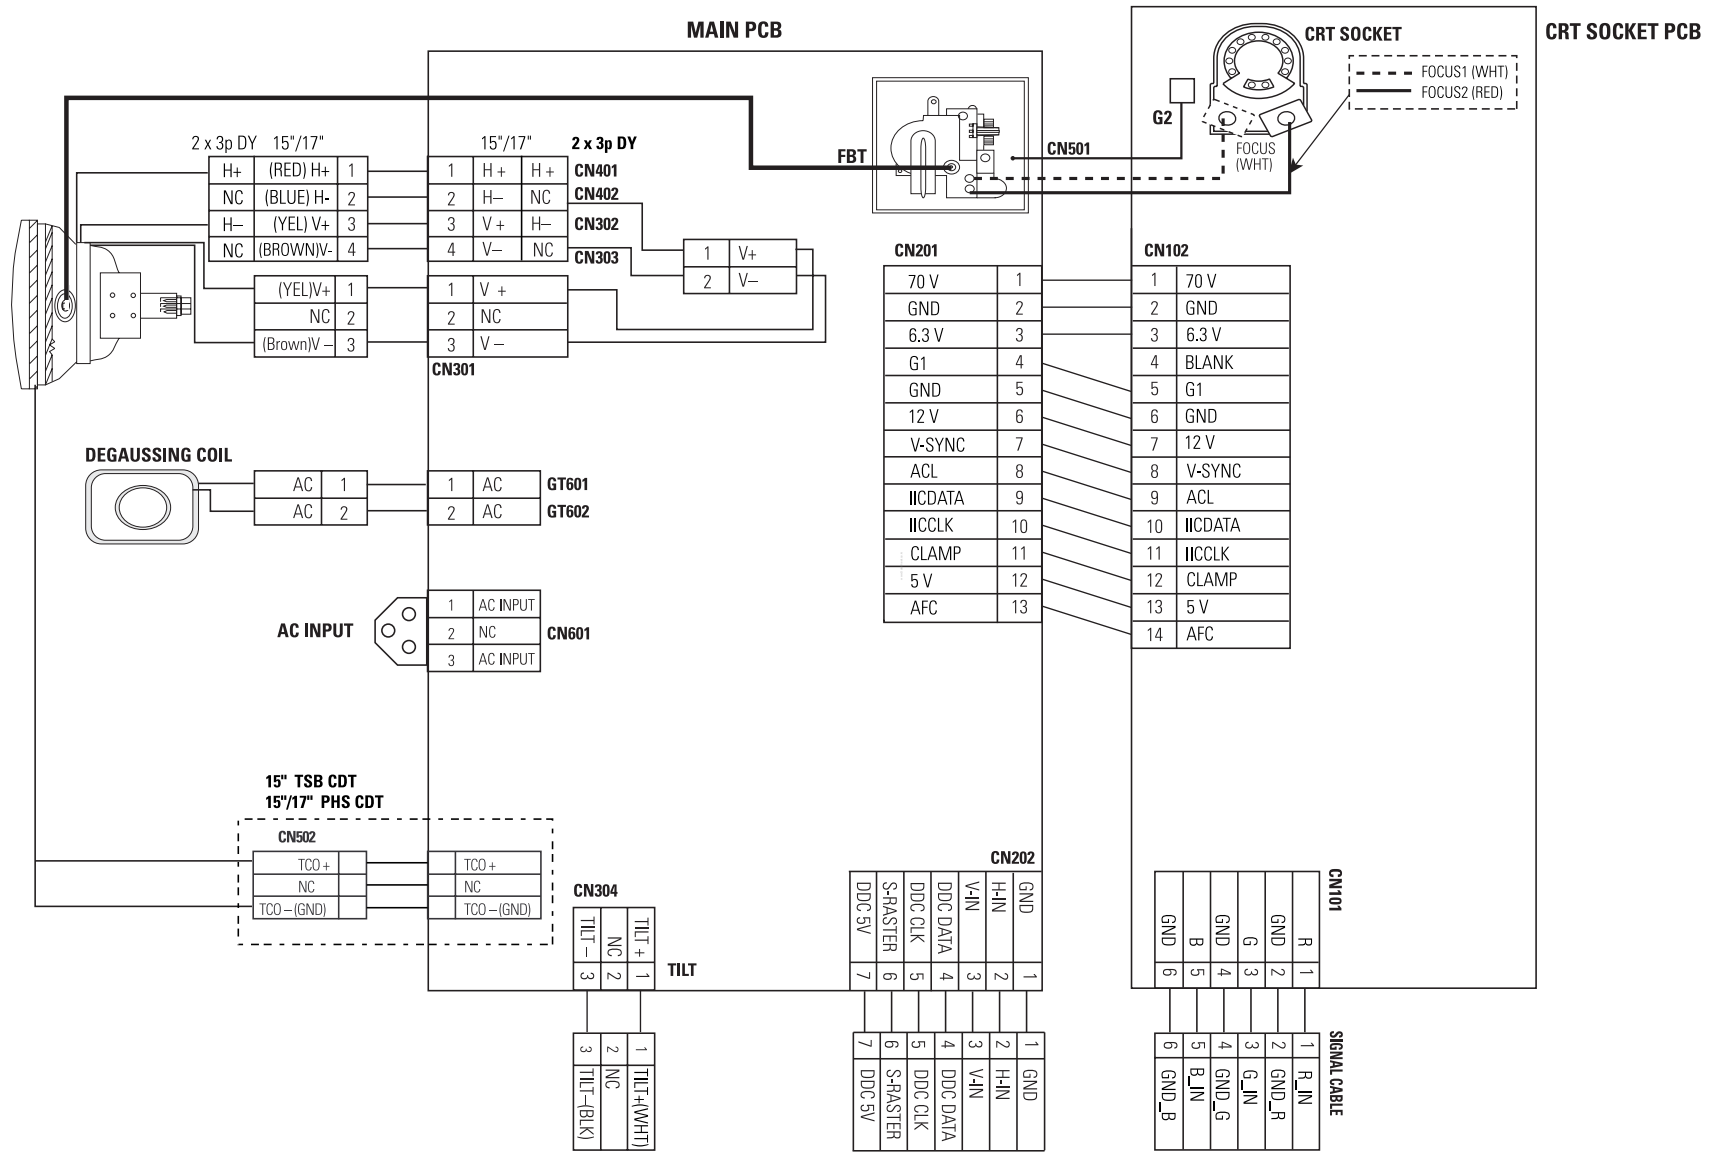 MAIN PCB
CRT SOCKET PCB
CRT SOCKET
FOCUS1 (WHT)
FOCUS2 (RED)
G2
FOCUS
(WHT)
FBT
CN501
2 x 3p DY 15"/17"
H+ (RED) H+ 1
NC (BLUE) H- 2
H– (YEL) V+ 3
NC (BROWN)V- 4
15"/17" 2 x 3p DY
1 H + H + CN401
2 H– NC CN402
3 V + H– CN302
4 V– NC CN303
1 V+
2 V–
(YEL)V+ 1
NC 2
(Brown)V – 3
1 V +
2 NC
3 V –
CN301
CN201
70 V 1
GND 2
6.3 V 3
G1 4
GND 5
12 V 6
V-SYNC 7
ACL 8
IICDATA 9
IICCLK 10
CLAMP 11
5 V 12
AFC 13
CN102
1 70 V
2 GND
3 6.3 V
4 BLANK
5 G1
6 GND
7 12 V
8 V-SYNC
9 ACL
10 IICDATA
11 IICCLK
12 CLAMP
13 5 V
14 AFC
DEGAUSSING COIL
AC 1
AC 2
1 AC GT601
2 AC GT602
AC INPUT
1 AC INPUT
2 NC CN601
3 AC INPUT
15" TSB CDT
15"/17" PHS CDT
CN502
TCO +
NC
TCO – (GND)
TCO +
NC
TCO – (GND)
CN304
TILT – 3
NC 2
TILT + 1
TILT
3 TILT–(BLK)
2 NC
1 TILT+(WHT)
CN202
DDC 5V 7
S-RASTER 6
DDC CLK 5
DDC DATA 4
V-IN 3
H-IN 2
GND 1
7 DDC 5V
6 S-RASTER
5 DDC CLK
4 DDC DATA
3 V-IN
2 H-IN
1 GND
CN101
GND 6
B 5
GND 4
G 3
GND 2
R 1
SIGNAL CABLE
6 GND_B
5 B_IN
4 GND_G
3 G_IN
2 GND_R
1 R_IN